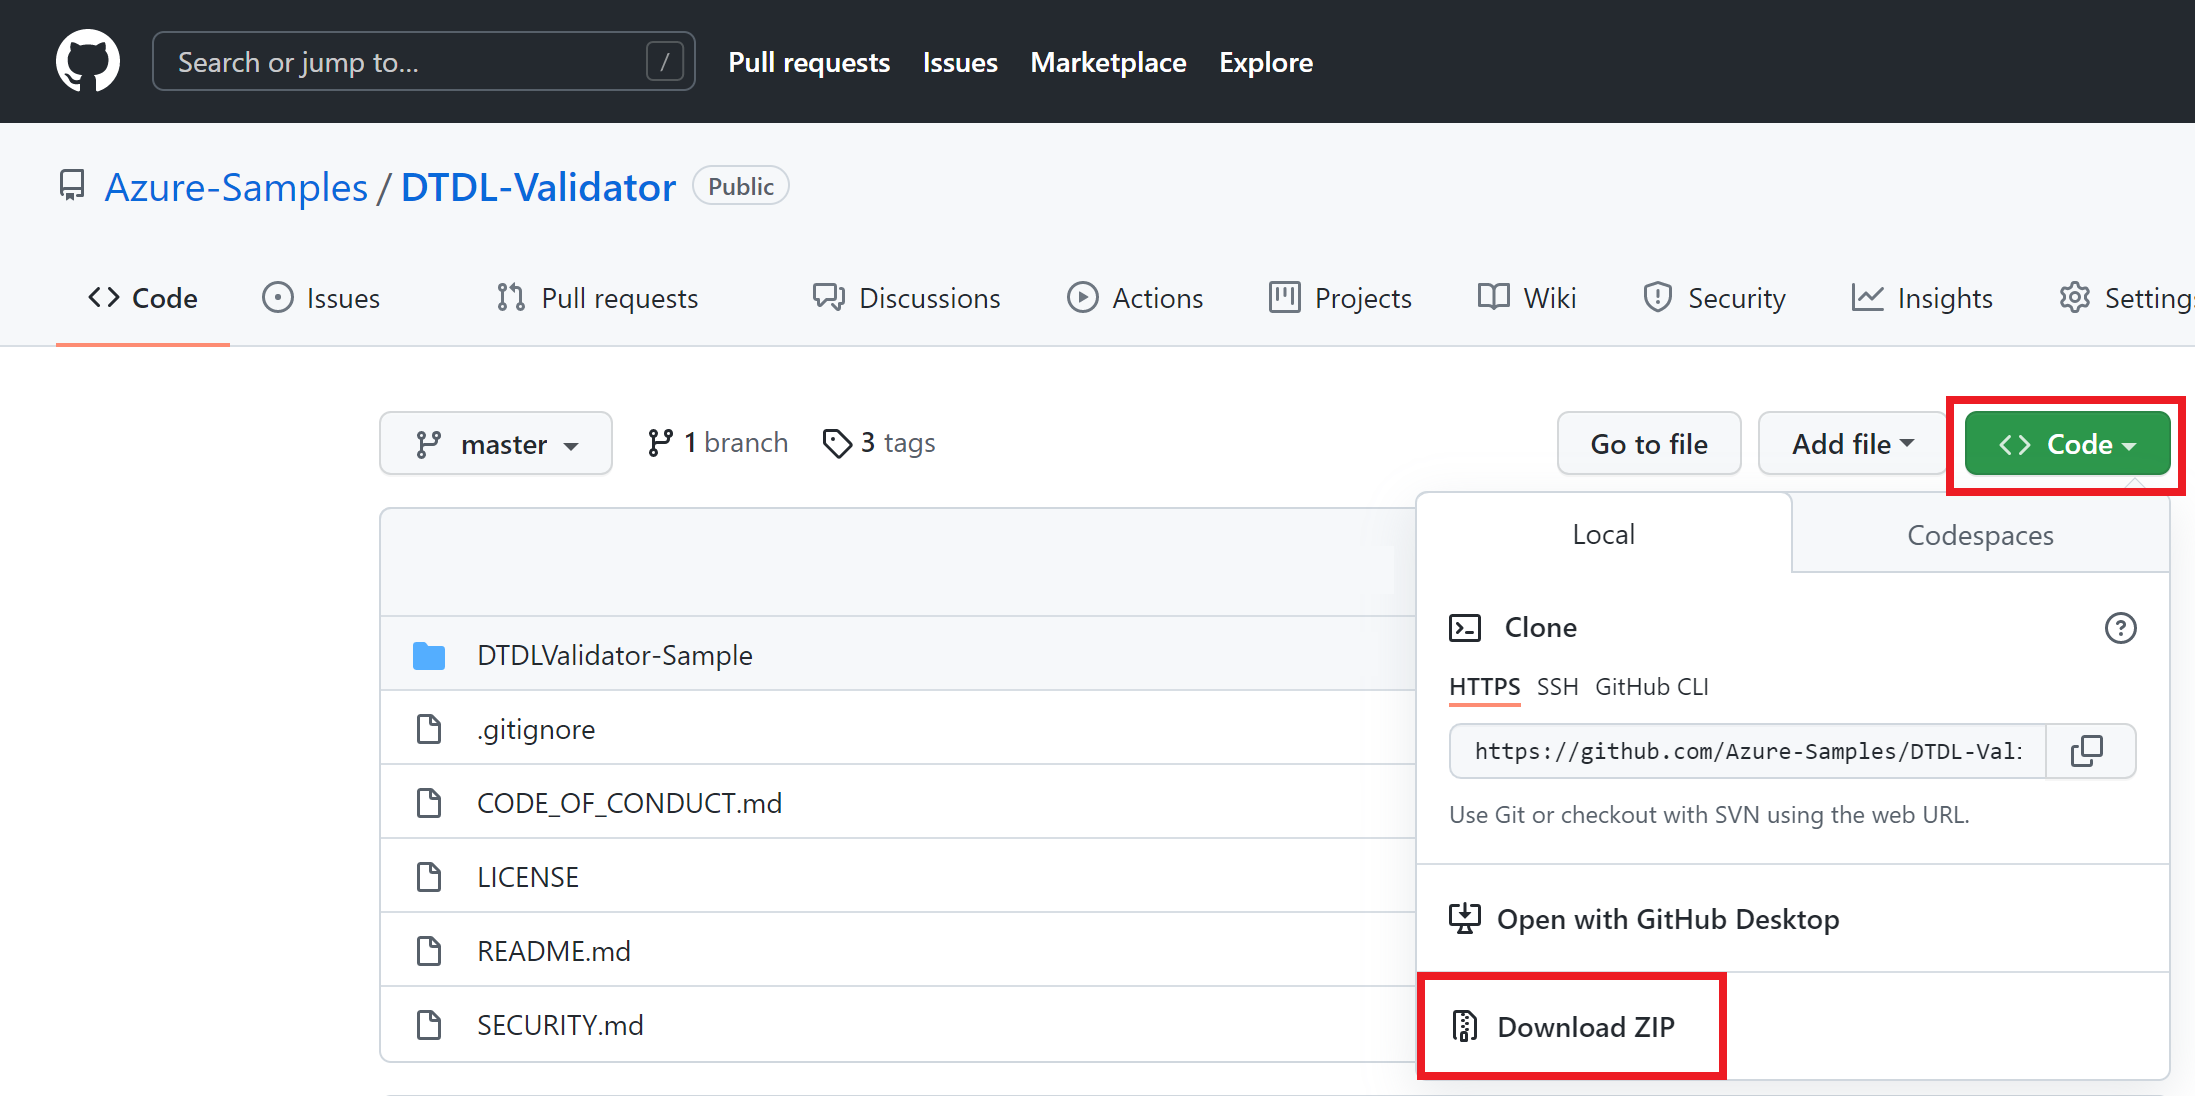 Search or jump to... /
Pull requests Issues Marketplace Explore
Azure-Samples / DTDL-Validator Public
Code Issues Pull requests Discussions Actions Projects Wiki Security Insights Settings
master 1 branch 3 tags Go to file Add file Code
Local Codespaces
Clone
HTTPS SSH GitHub CLI
https://github.com/Azure-Samples/DTDL-Val
Use Git or checkout with SVN using the web URL.
Open with GitHub Desktop
Download ZIP
DTDLValidator-Sample
.gitignore
CODE_OF_CONDUCT.md
LICENSE
README.md
SECURITY.md